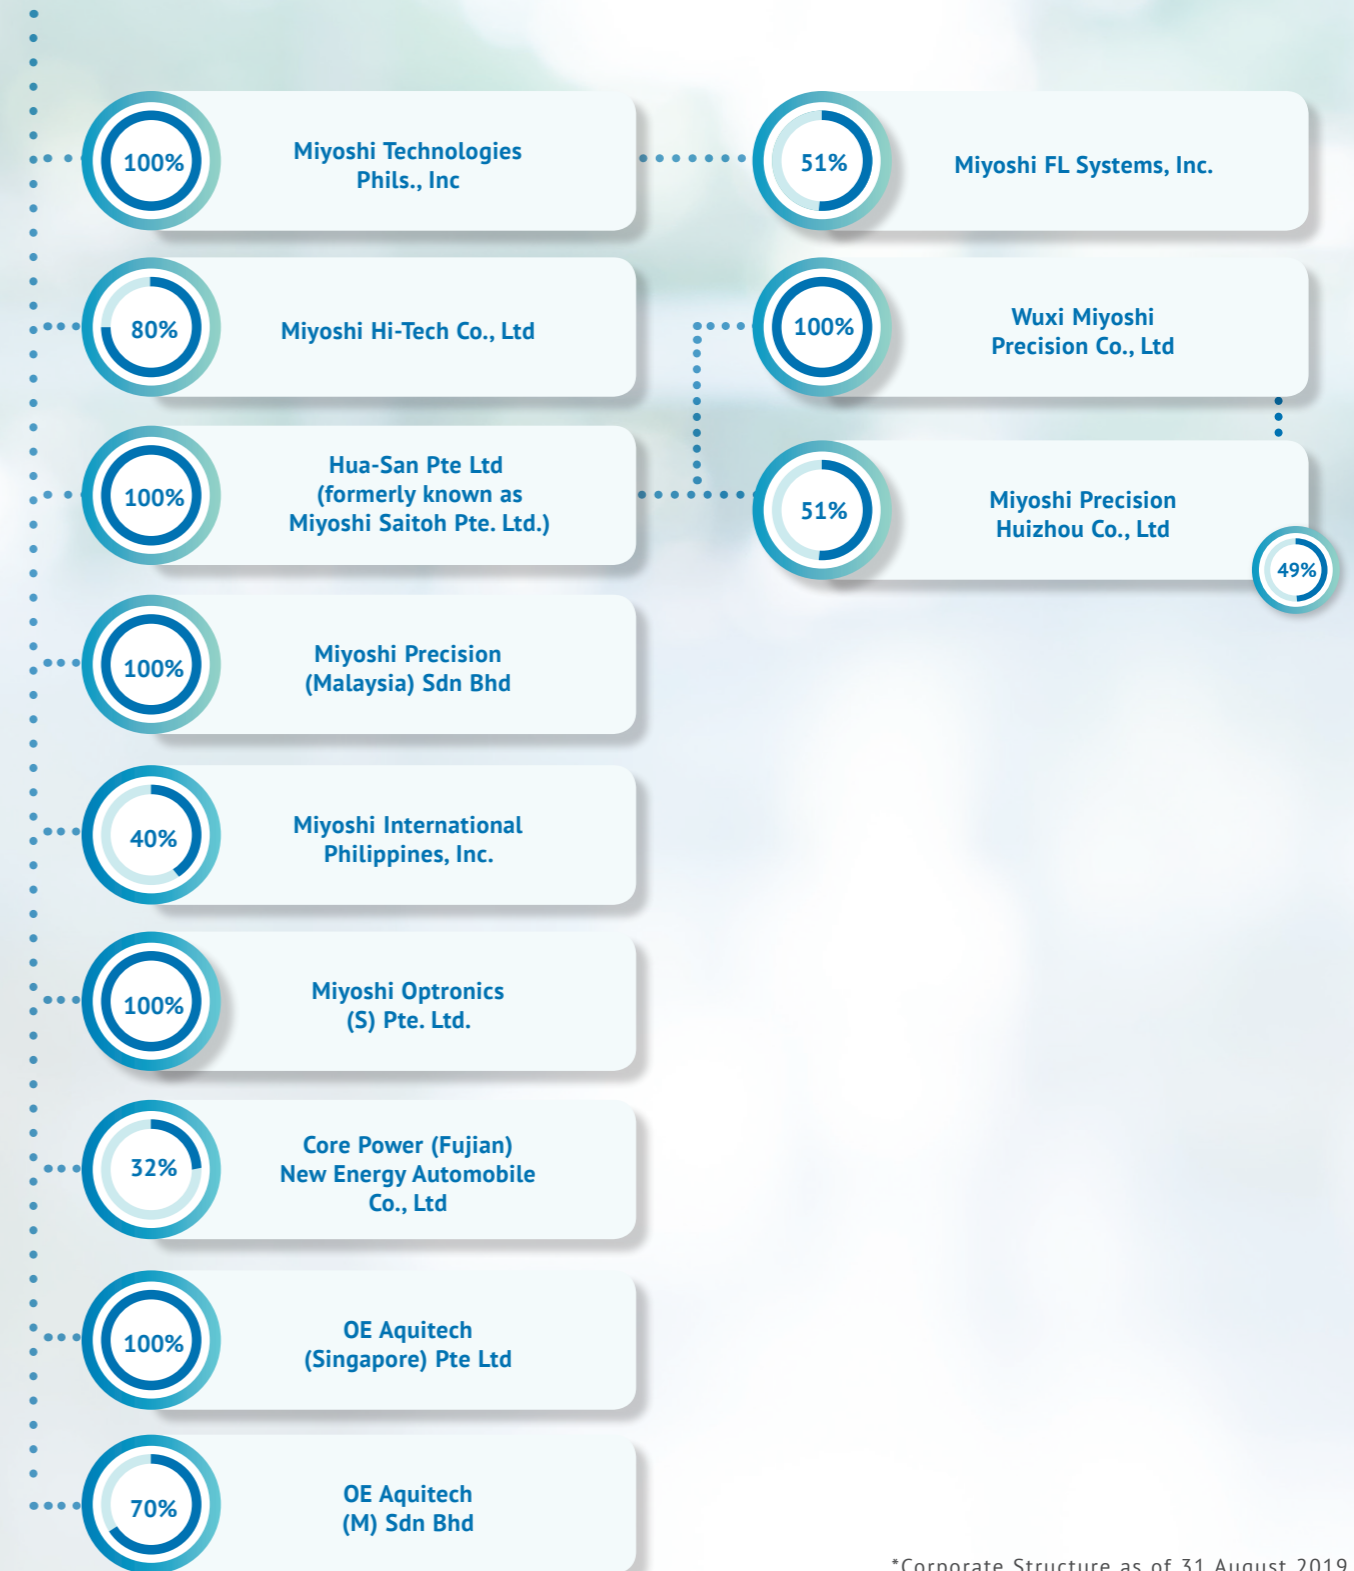 100%
Miyoshi Technologies
Phils., Inc
51%
Miyoshi FL Systems, Inc.
80%
Miyoshi Hi-Tech Co., Ltd
100%
Wuxi Miyoshi
Precision Co., Ltd
100%
Hua-San Pte Ltd
(formerly known as
Miyoshi Saitoh Pte. Ltd.)
51%
Miyoshi Precision
Huizhou Co., Ltd
49%
100%
Miyoshi Precision
(Malaysia) Sdn Bhd
40%
Miyoshi International
Philippines, Inc.
100%
Miyoshi Optronics
(S) Pte. Ltd.
32%
Core Power (Fujian)
New Energy Automobile
Co., Ltd
100%
OE Aquitech
(Singapore) Pte Ltd
70%
OE Aquitech
(M) Sdn Bhd
*Corporate Structure as of 31 August 2019